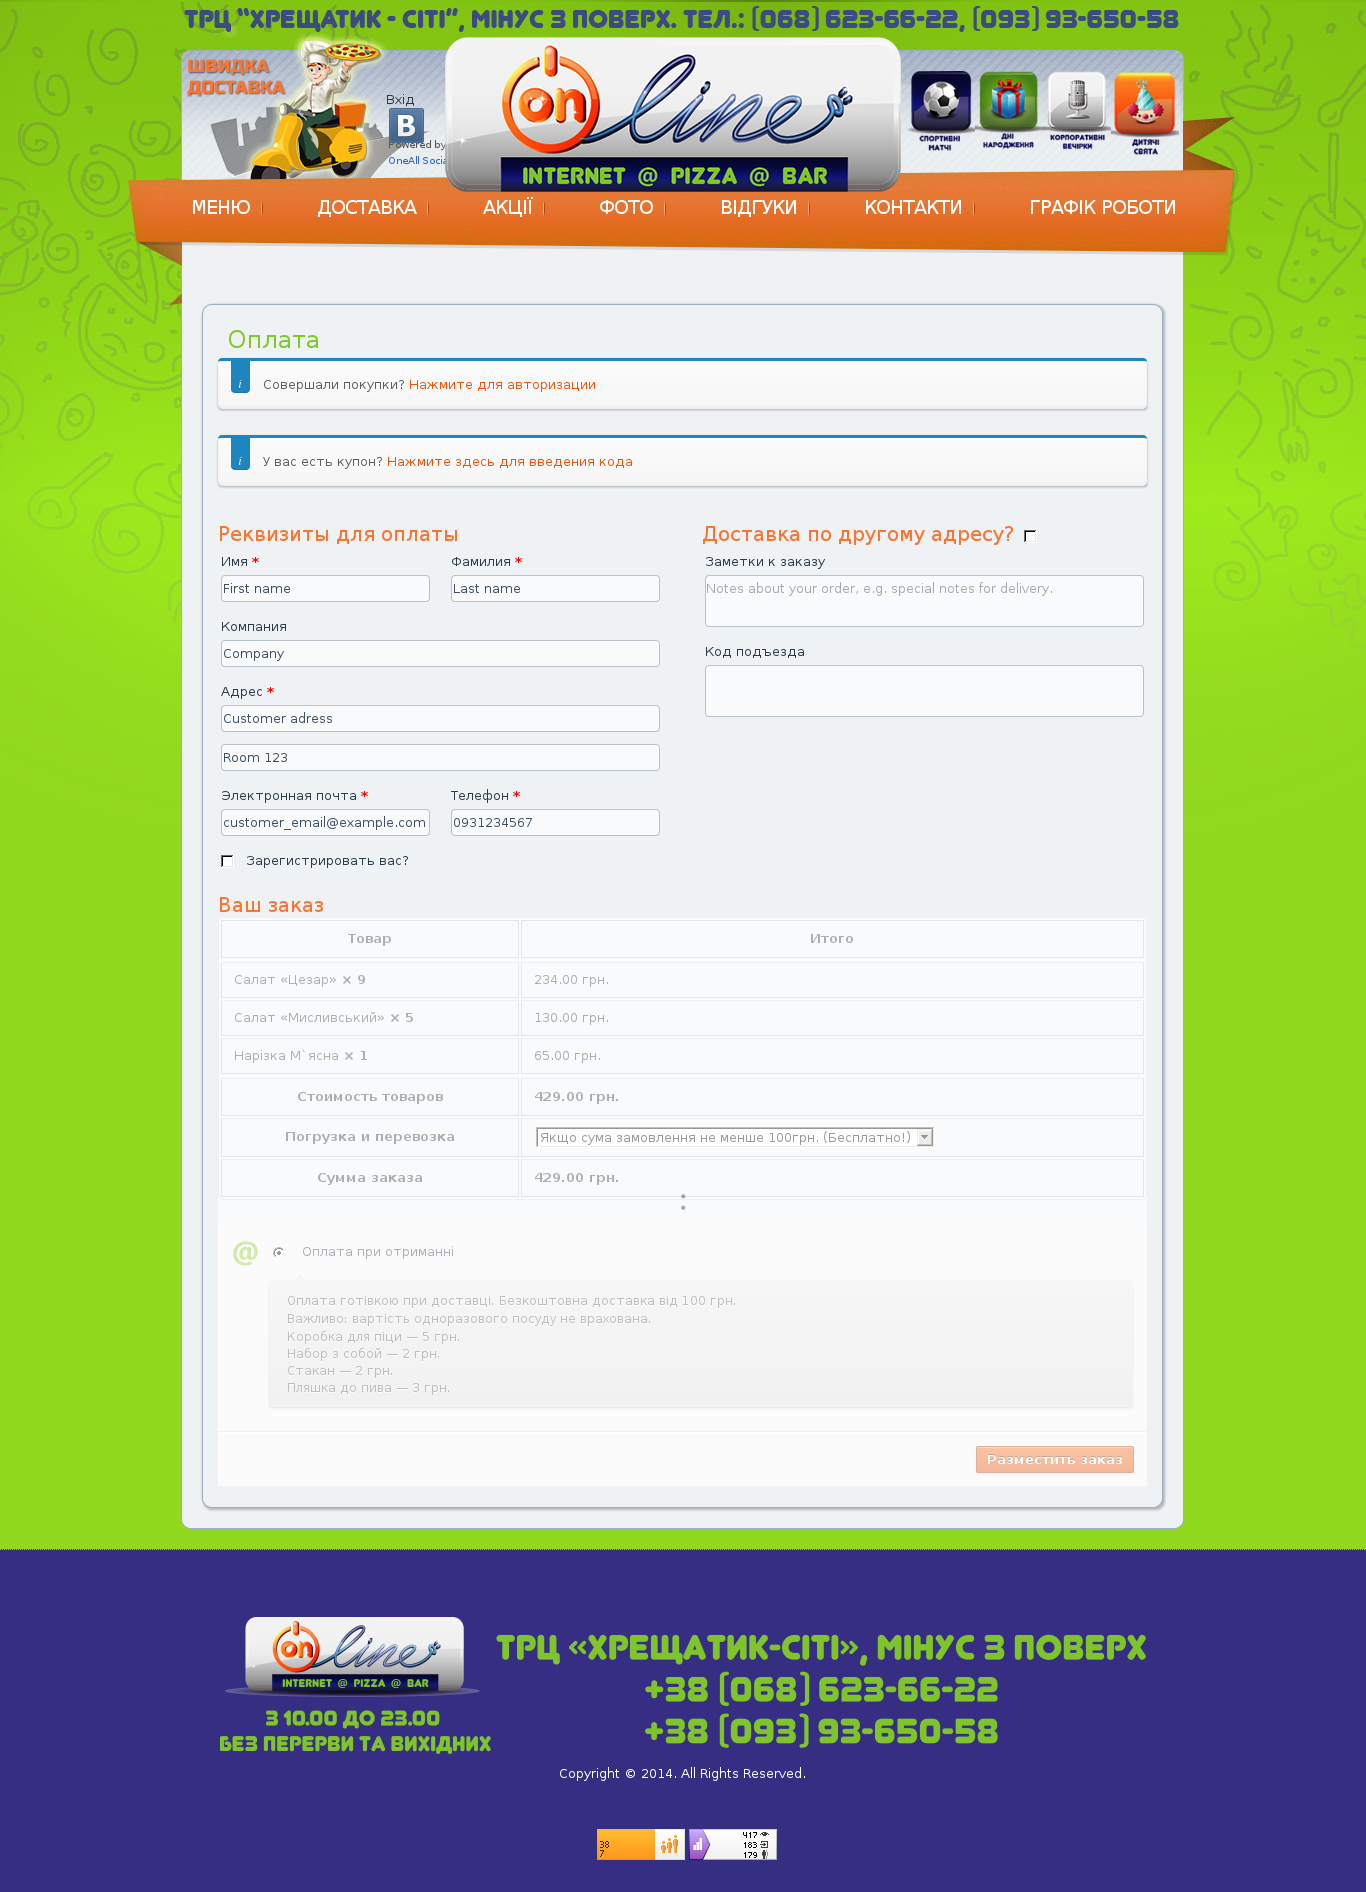 ТРЦ "ХРЕЩАТИК - СІТІ", МІНУС 3 ПОВЕРХ. ТЕЛ.: (068) 623-66-22, (093) 93-650-58
ШВИДКА
ДОСТАВКА
Вхід
B
Powered by
OneAll Socia
on line
INTERNET @ PIZZA @ BAR
СПОРТИВНІ
МАТЧІ
ДНІ
НАРОДЖЕННЯ
КОРПОРАТИВНІ
ВЕЧІРКИ
ДИТЯЧІ
СВЯТА
МЕНЮ
ДОСТАВКА
АКЦІЇ
ФОТО
ВІДГУКИ
КОНТАКТИ
ГРАФІК РОБОТИ
Оплата
i
Совершали покупки? Нажмите для авторизации
i
У вас есть купон? Нажмите здесь для введения кода
Реквизиты для оплаты
Имя *
Фамилия *
First name
Last name
Компания
Company
Адрес *
Customer adress
Room 123
Электронная почта *
Телефон *
customer_email@example.com
0931234567
Зарегистрировать вас?
Доставка по другому адресу?
Заметки к заказу
Notes about your order, e.g. special notes for delivery.
Код подъезда
Ваш заказ
Товар
Итого
Салат «Цезар» × 9
234.00 грн.
Салат «Мисливський» × 5
130.00 грн.
Нарізка М`ясна × 1
65.00 грн.
Стоимость товаров
429.00 грн.
Погрузка и перевозка
Якщо сума замовлення не менше 100грн. (Бесплатно!)
Сумма заказа
429.00 грн.
@
Оплата при отриманні
Оплата готівкою при доставці. Безкоштовна доставка від 100 грн.
Важливо: вартість одноразового посуду не врахована.
Коробка для піци — 5 грн.
Набор з собой — 2 грн.
Стакан — 2 грн.
Пляшка до пива — 3 грн.
Разместить заказ
on line
INTERNET @ PIZZA @ BAR
З 10.00 ДО 23.00
БЕЗ ПЕРЕРВИ ТА ВИХІДНИХ
ТРЦ «ХРЕЩАТИК-СІТІ», МІНУС 3 ПОВЕРХ
+38 (068) 623-66-22
+38 (093) 93-650-58
Copyright © 2014. All Rights Reserved.
38
7
417
183
179